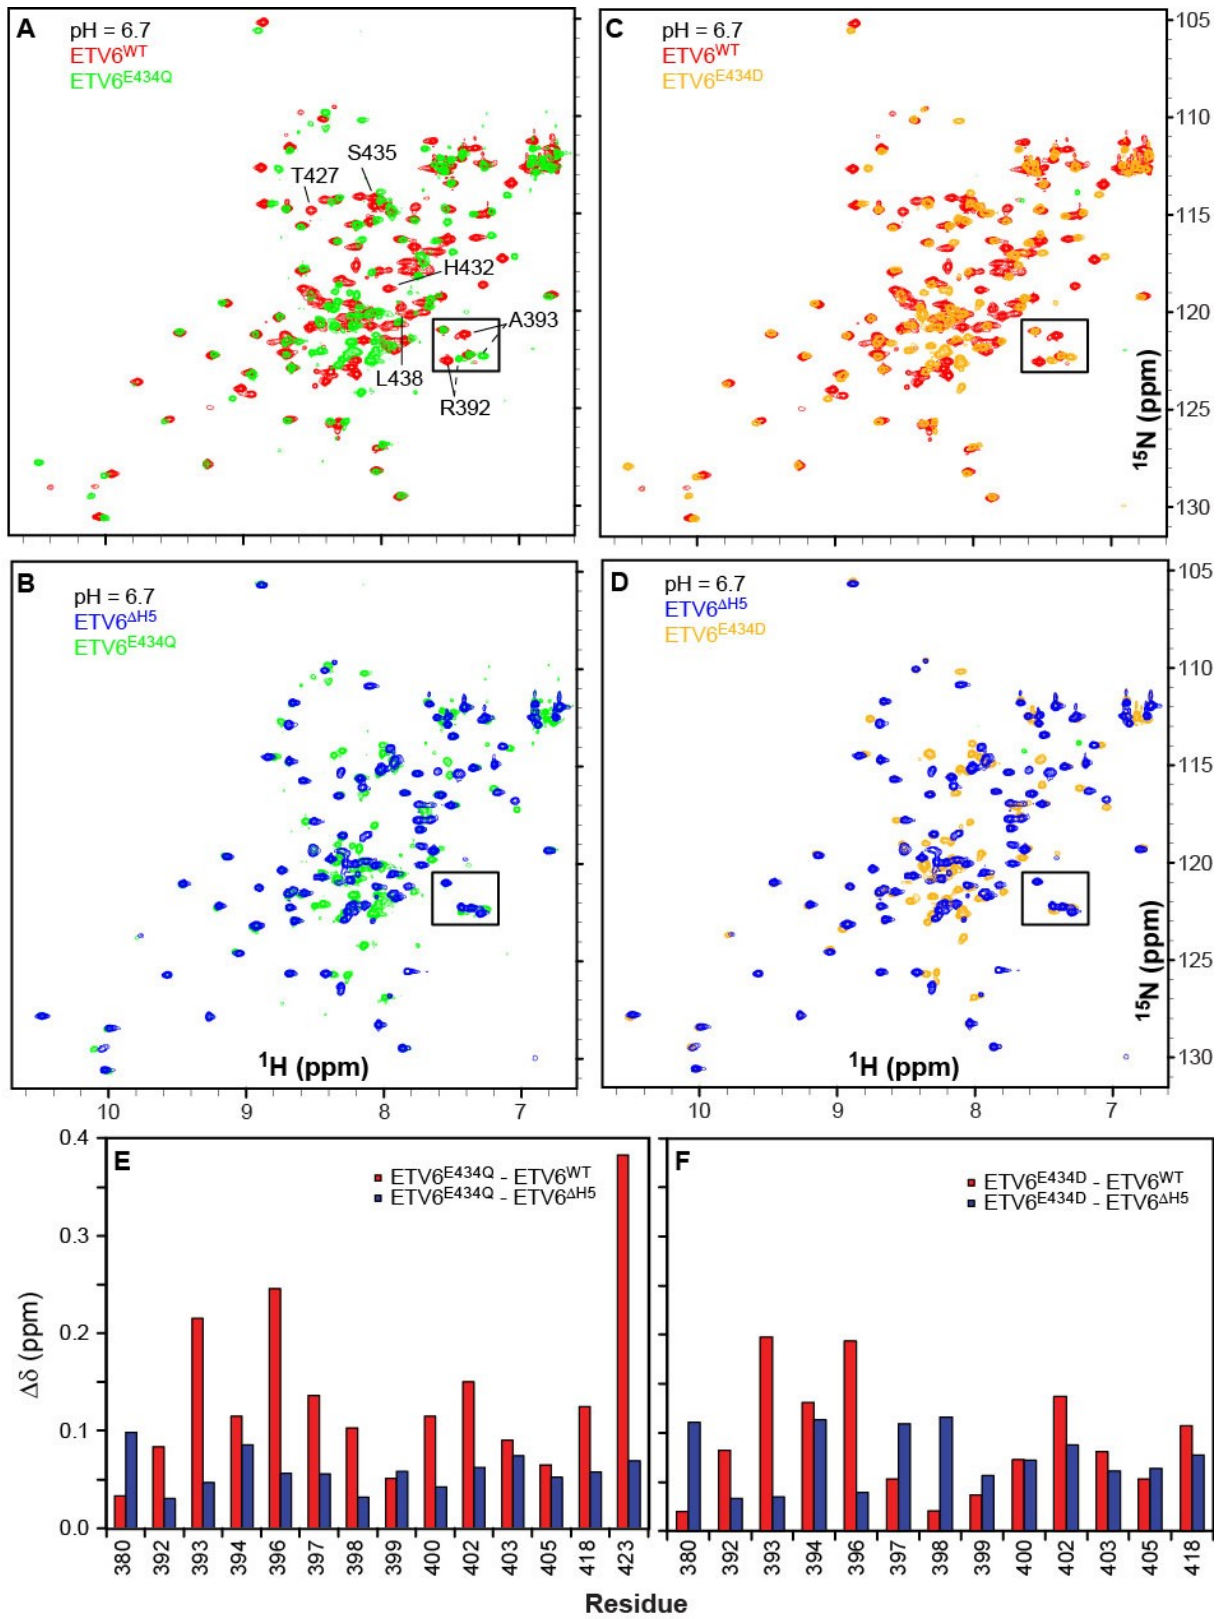 A
pH = 6.7
ETV6WT
ETV6E434Q
S435
T427
H432
A393
L438
R392
C
pH = 6.7
ETV6WT
ETV6E434D
105
110
115
120
125
130
15N (ppm)
B
pH = 6.7
ETV6ΔH5
ETV6E434Q
1H (ppm)
10 9 8 7
D
pH = 6.7
ETV6ΔH5
ETV6E434D
105
110
115
120
125
130
15N (ppm)
1H (ppm)
10 9 8 7
E
ETV6E434Q - ETV6WT
ETV6E434Q - ETV6ΔH5
0.4
0.3
0.2
0.1
0.0
Δδ (ppm)
380 392 393 394 396 397 398 399 400 402 403 405 418 423
F
ETV6E434D - ETV6WT
ETV6E434D - ETV6ΔH5
380 392 393 394 396 397 398 399 400 402 403 405 418
Residue